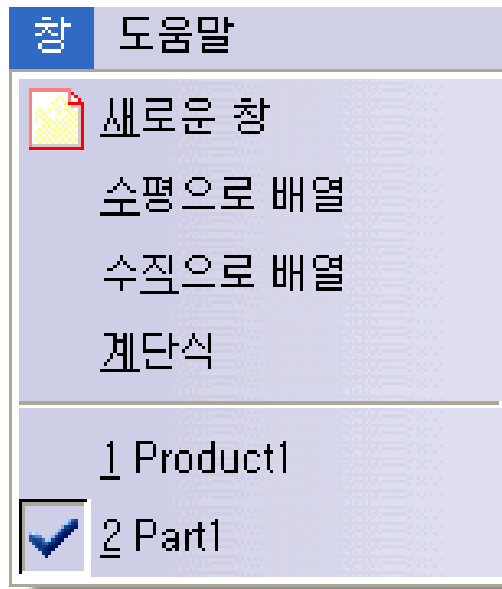 창 도움말
새로운 창
수평으로 배열
수직으로 배열
계단식
1 Product1
2 Part1